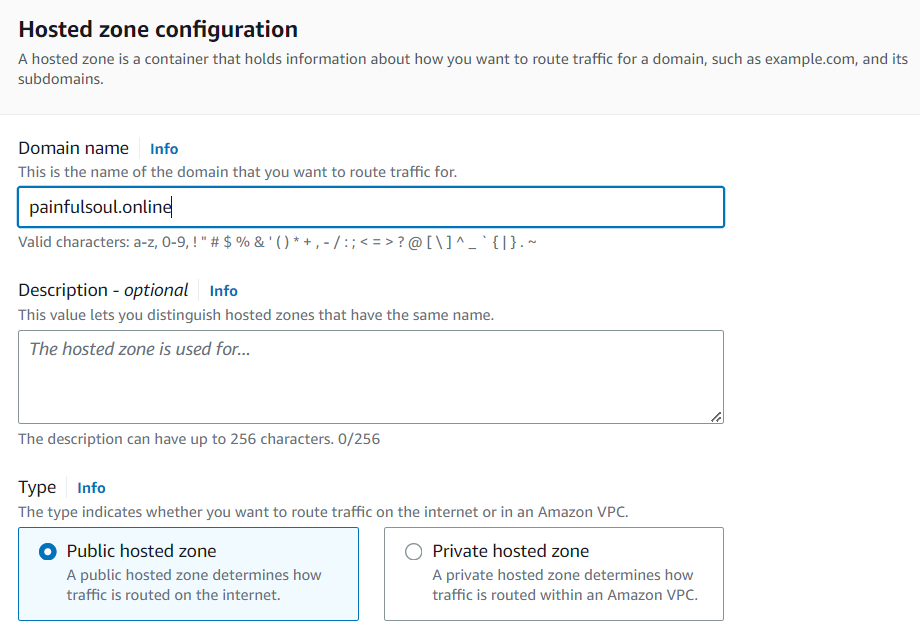 Hosted zone configuration
A hosted zone is a container that holds information about how you want to route traffic for a domain, such as example.com, and its
subdomains.
Domain name Info
This is the name of the domain that you want to route traffic for.
painfulsoul.online
Valid characters: a-z, 0-9, ! " # $ % & ' ( ) * + , - / : ; < = > ? @ [ \ ] ^ _ ` { | } . ~
Description - optional Info
This value lets you distinguish hosted zones that have the same name.
The hosted zone is used for...
The description can have up to 256 characters. 0/256
Type Info
The type indicates whether you want to route traffic on the internet or in an Amazon VPC.
Public hosted zone
A public hosted zone determines how
traffic is routed on the internet.
Private hosted zone
A private hosted zone determines how
traffic is routed within an Amazon VPC.